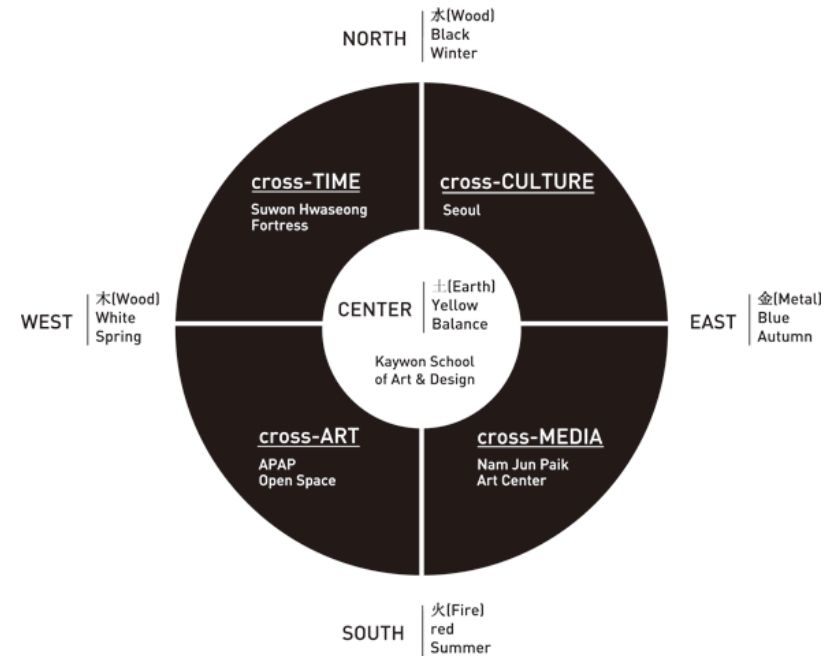 NORTH
水(Wood)
Black
Winter
cross-TIME
Suwon Hwaseong
Fortress
cross-CULTURE
Seoul
WEST
木(Wood)
White
Spring
CENTER
土(Earth)
Yellow
Balance
Kaywon School
of Art & Design
EAST
金(Metal)
Blue
Autumn
cross-ART
APAP
Open Space
cross-MEDIA
Nam Jun Paik
Art Center
SOUTH
火(Fire)
red
Summer